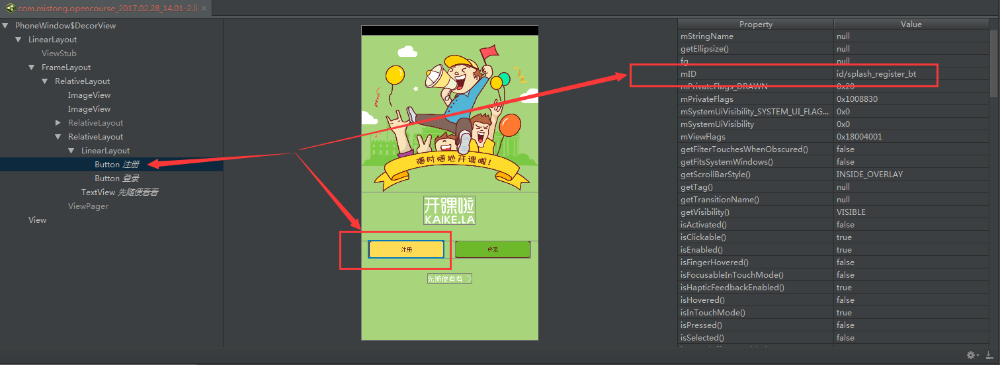 com.mistong.opencourse_2017.02.28_14.01-2.li
PhoneWindow$DecorView
LinearLayout
ViewStub
FrameLayout
RelativeLayout
ImageView
ImageView
RelativeLayout
RelativeLayout
LinearLayout
Button 注册
Button 登录
TextView 先随便看看
ViewPager
View
随时随地开课啦!
开课啦
KAIKE.LA
注册
登录
先随便看看
Property Value
mStringName null
getEllipsize() null
fg null
mID id/splash_register_bt
mPrivateFlags_DRAWN 0x20
mPrivateFlags 0x1008830
mSystemUiVisibility_SYSTEM_UI_FLAG... 0x0
mSystemUiVisibility 0x0
mViewFlags 0x18004001
getFilterTouchesWhenObscured() false
getFitsSystemWindows() false
getScrollBarStyle() INSIDE_OVERLAY
getTag() null
getTransitionName() null
getVisibility() VISIBLE
isActivated() false
isClickable() true
isEnabled() true
isFingerHovered() false
isFocusableInTouchMode() false
isHapticFeedbackEnabled() true
isHovered() false
isInTouchMode() true
isPressed() false
isSelected() false